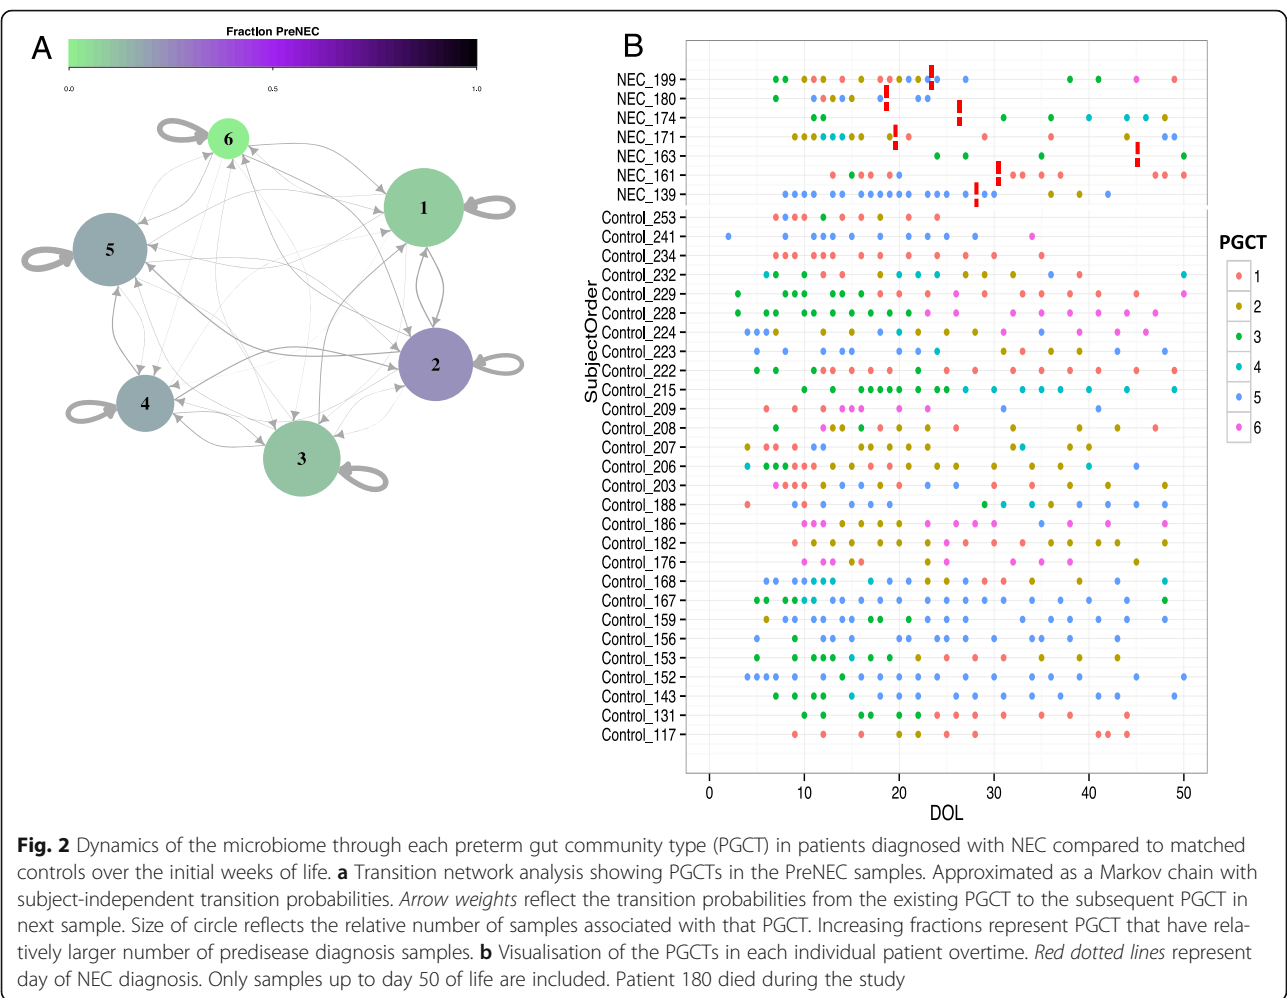 A
Fraction PreNEC
0.0 0.5 1.0
6
1
5
2
4
3
B
NEC_199
NEC_180
NEC_174
NEC_171
NEC_163
NEC_161
NEC_139
Control_253
Control_241
Control_234
Control_232
Control_229
Control_228
Control_224
Control_223
Control_222
Control_215
Control_209
Control_208
Control_207
Control_206
Control_203
Control_188
Control_186
Control_182
Control_176
Control_168
Control_167
Control_159
Control_156
Control_153
Control_152
Control_143
Control_131
Control_117
SubjectOrder
0 10 20 30 40 50
DOL
PGCT
1
2
3
4
5
6
Fig. 2 Dynamics of the microbiome through each preterm gut community type (PGCT) in patients diagnosed with NEC compared to matched
controls over the initial weeks of life. a Transition network analysis showing PGCTs in the PreNEC samples. Approximated as a Markov chain with
subject-independent transition probabilities. Arrow weights reflect the transition probabilities from the existing PGCT to the subsequent PGCT in
next sample. Size of circle reflects the relative number of samples associated with that PGCT. Increasing fractions represent PGCT that have rela-
tively larger number of predisease diagnosis samples. b Visualisation of the PGCTs in each individual patient overtime. Red dotted lines represent
day of NEC diagnosis. Only samples up to day 50 of life are included. Patient 180 died during the study